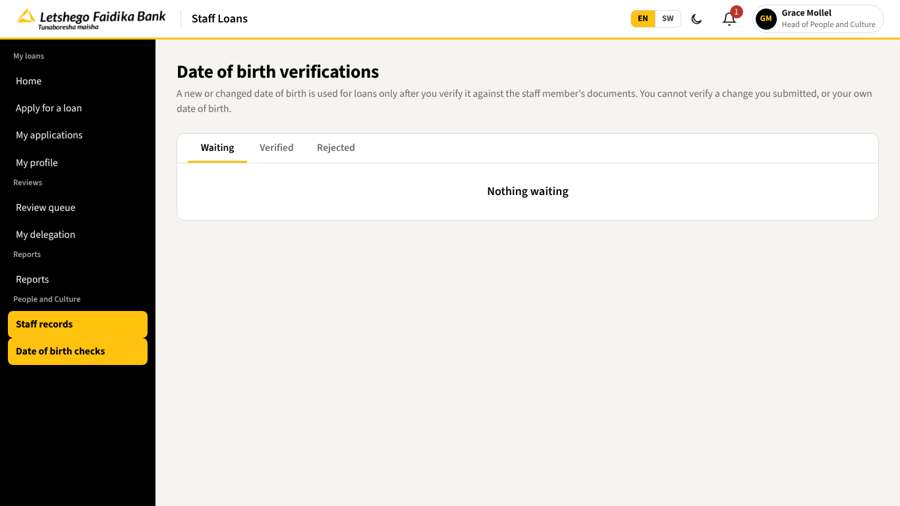 Letshego Faidika Bank
Tunaboresha maisha
Staff Loans
EN SW
1
GM
Grace Mollel
Head of People and Culture
My loans
Home
Apply for a loan
My applications
My profile
Reviews
Review queue
My delegation
Reports
Reports
People and Culture
Staff records
Date of birth checks
Date of birth verifications
A new or changed date of birth is used for loans only after you verify it against the staff member's documents. You cannot verify a change you submitted, or your own
date of birth.
Waiting Verified Rejected
Nothing waiting